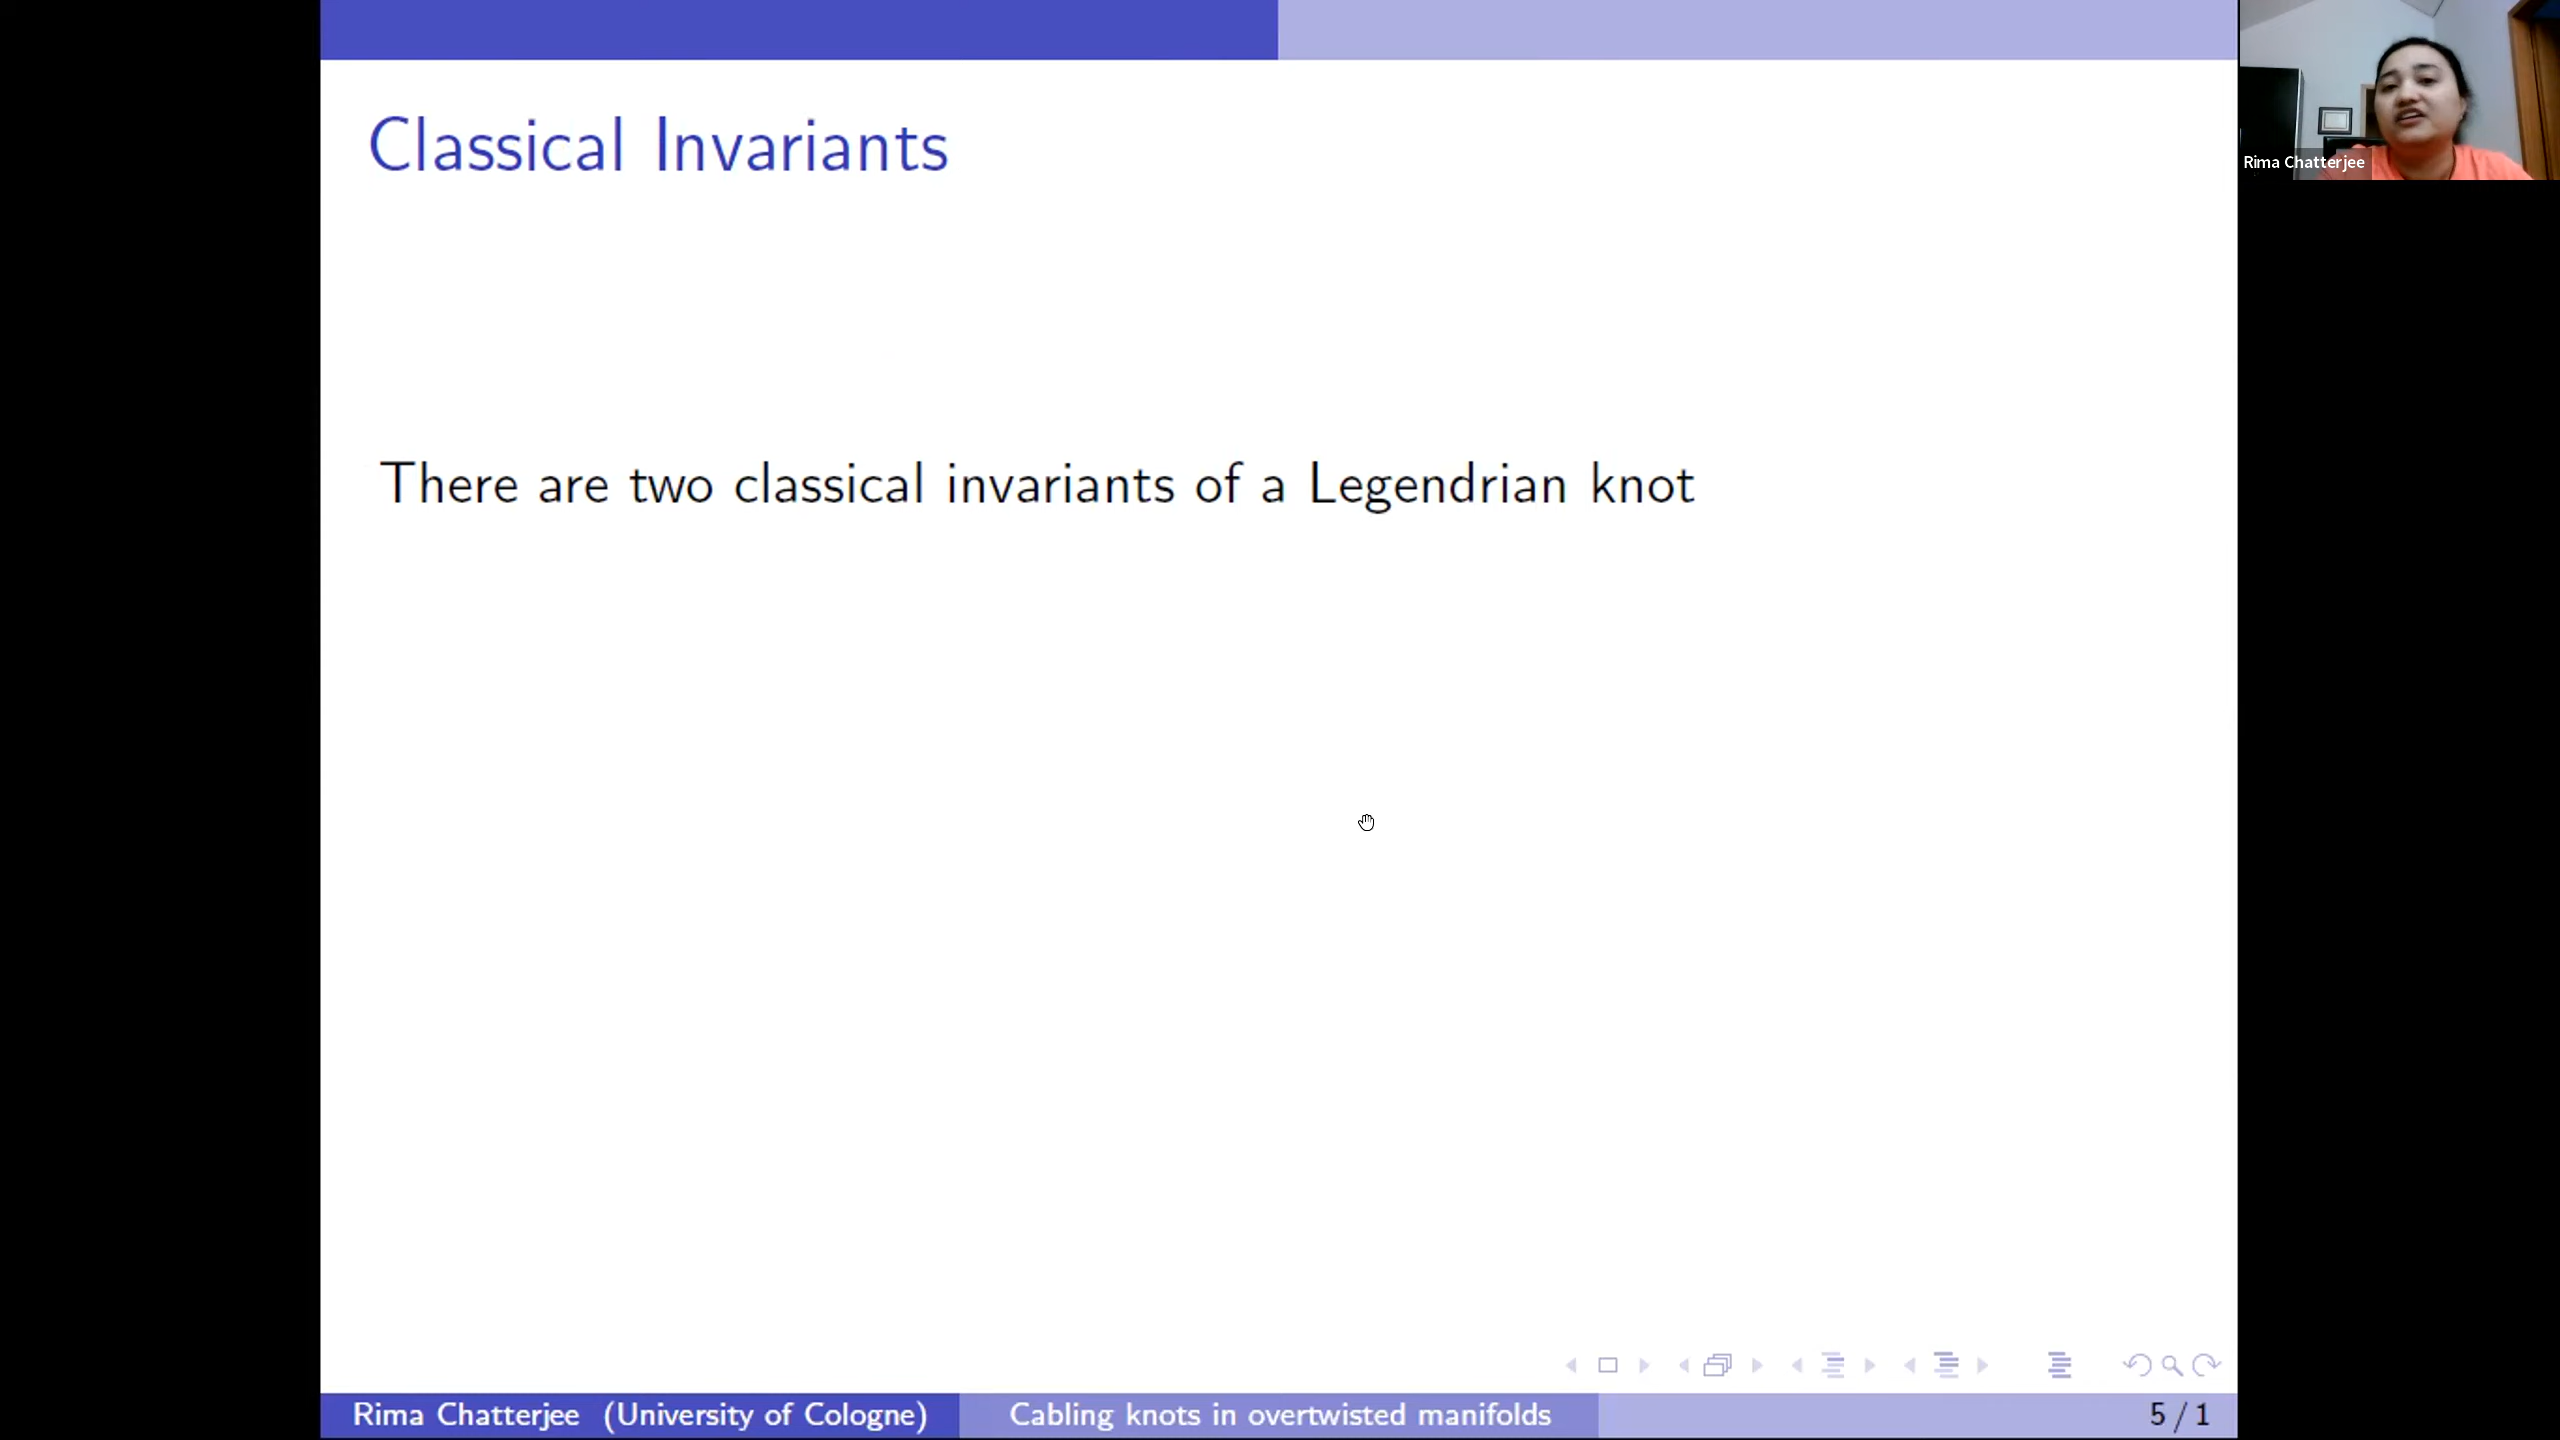 Classical Invariants
Rima Chatterjee
There are two classical invariants of a Legendrian knot
Rima Chatterjee (University of Cologne)
Cabling knots in overtwisted manifolds
5 / 1